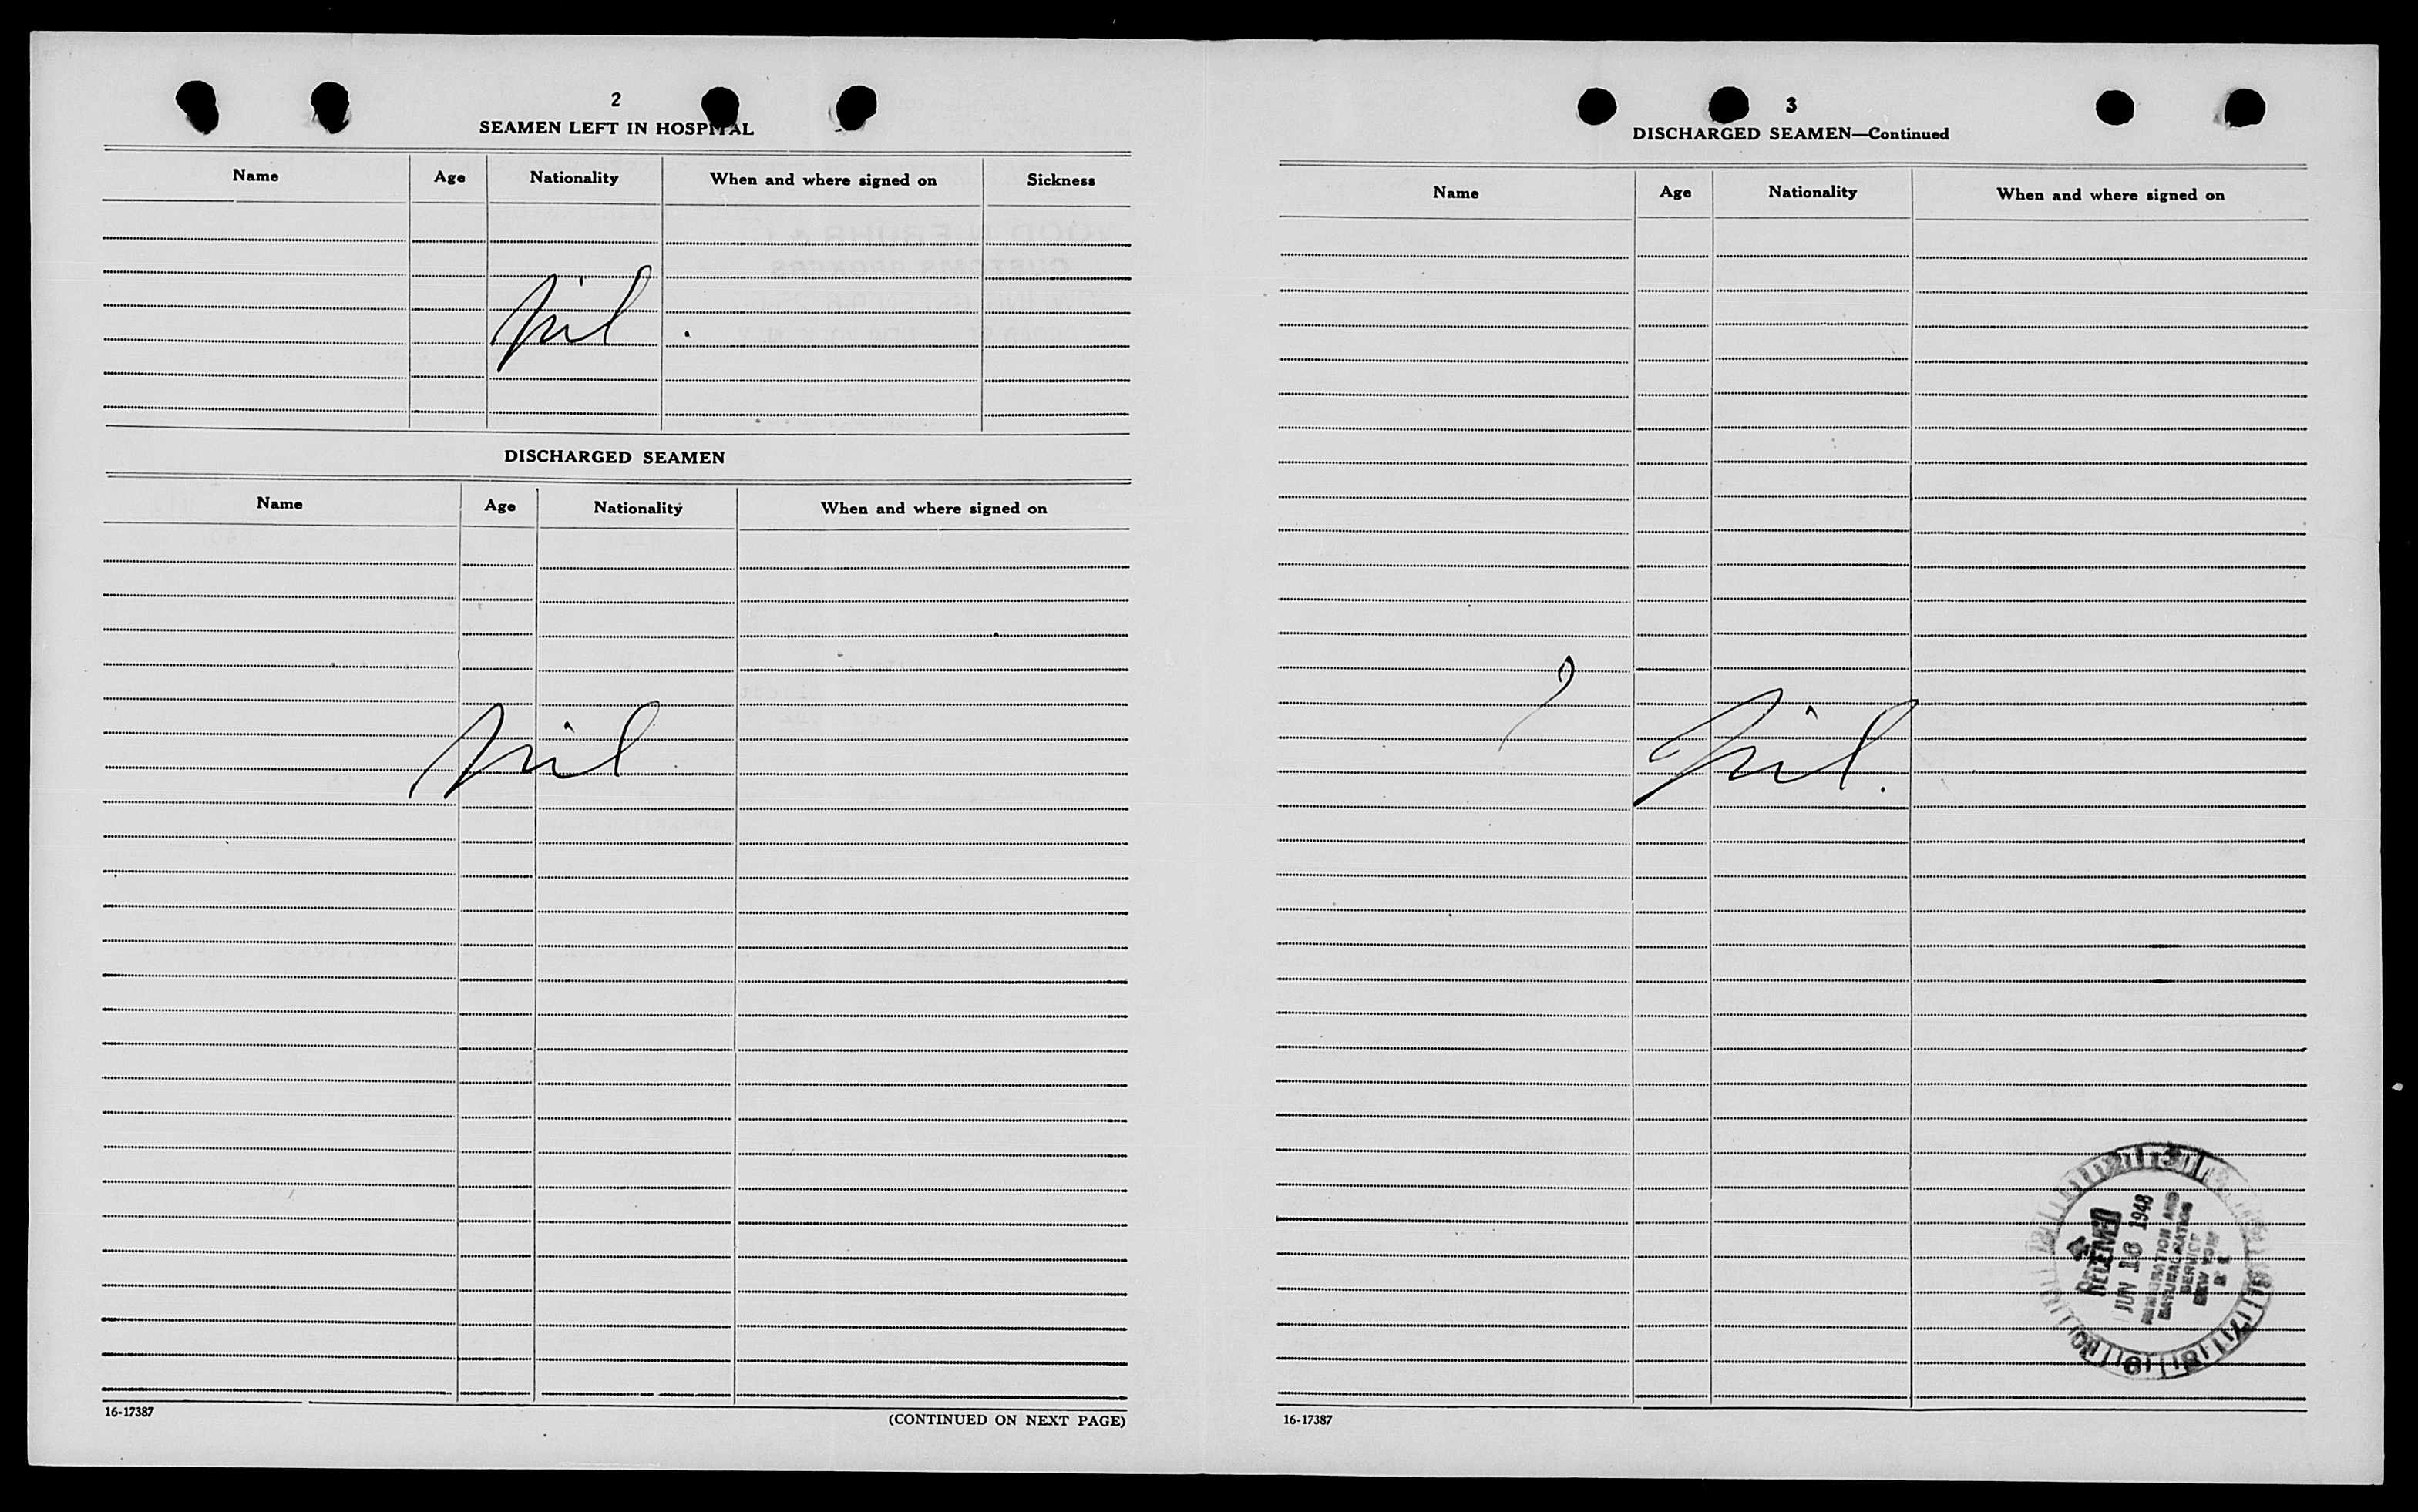 2
SEAMEN LEFT IN HOSPITAL
Name Age Nationality When and where signed on Sickness
Nil
DISCHARGED SEAMEN
Name Age Nationality When and where signed on
Nil
16-17387
(CONTINUED ON NEXT PAGE)
3
DISCHARGED SEAMEN—Continued
Name Age Nationality When and where signed on
Nil.
RECEIVED
JUN 16 1948
IMMIGRATION AND
NATURALIZATION
SERVICE
NEW YORK
16-17387